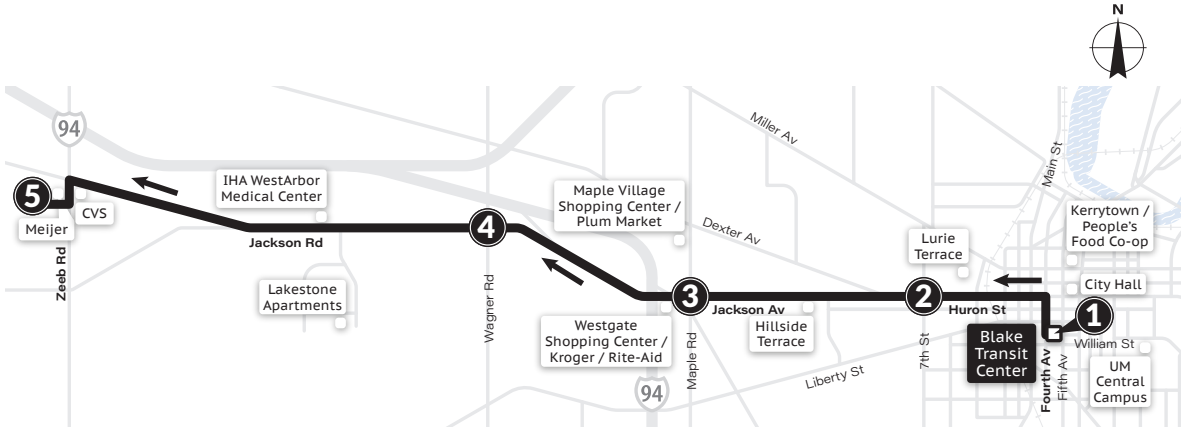 N
94
Miller Av
Main St
IHA WestArbor
Medical Center
Maple Village
Shopping Center /
Plum Market
Kerrytown /
People's
Food Co-op
5
CVS
Meijer
Dexter Av
Lurie
Terrace
4
Jackson Rd
Zeeb Rd
Lakestone
Apartments
Wagner Rd
City Hall
3
Jackson Av
2
Huron St
1
Westgate
Shopping Center /
Kroger / Rite-Aid
Hillside
Terrace
Maple Rd
7th St
Blake
Transit
Center
William St
Fourth Av
Fifth Av
UM
Central
Campus
Liberty St
94